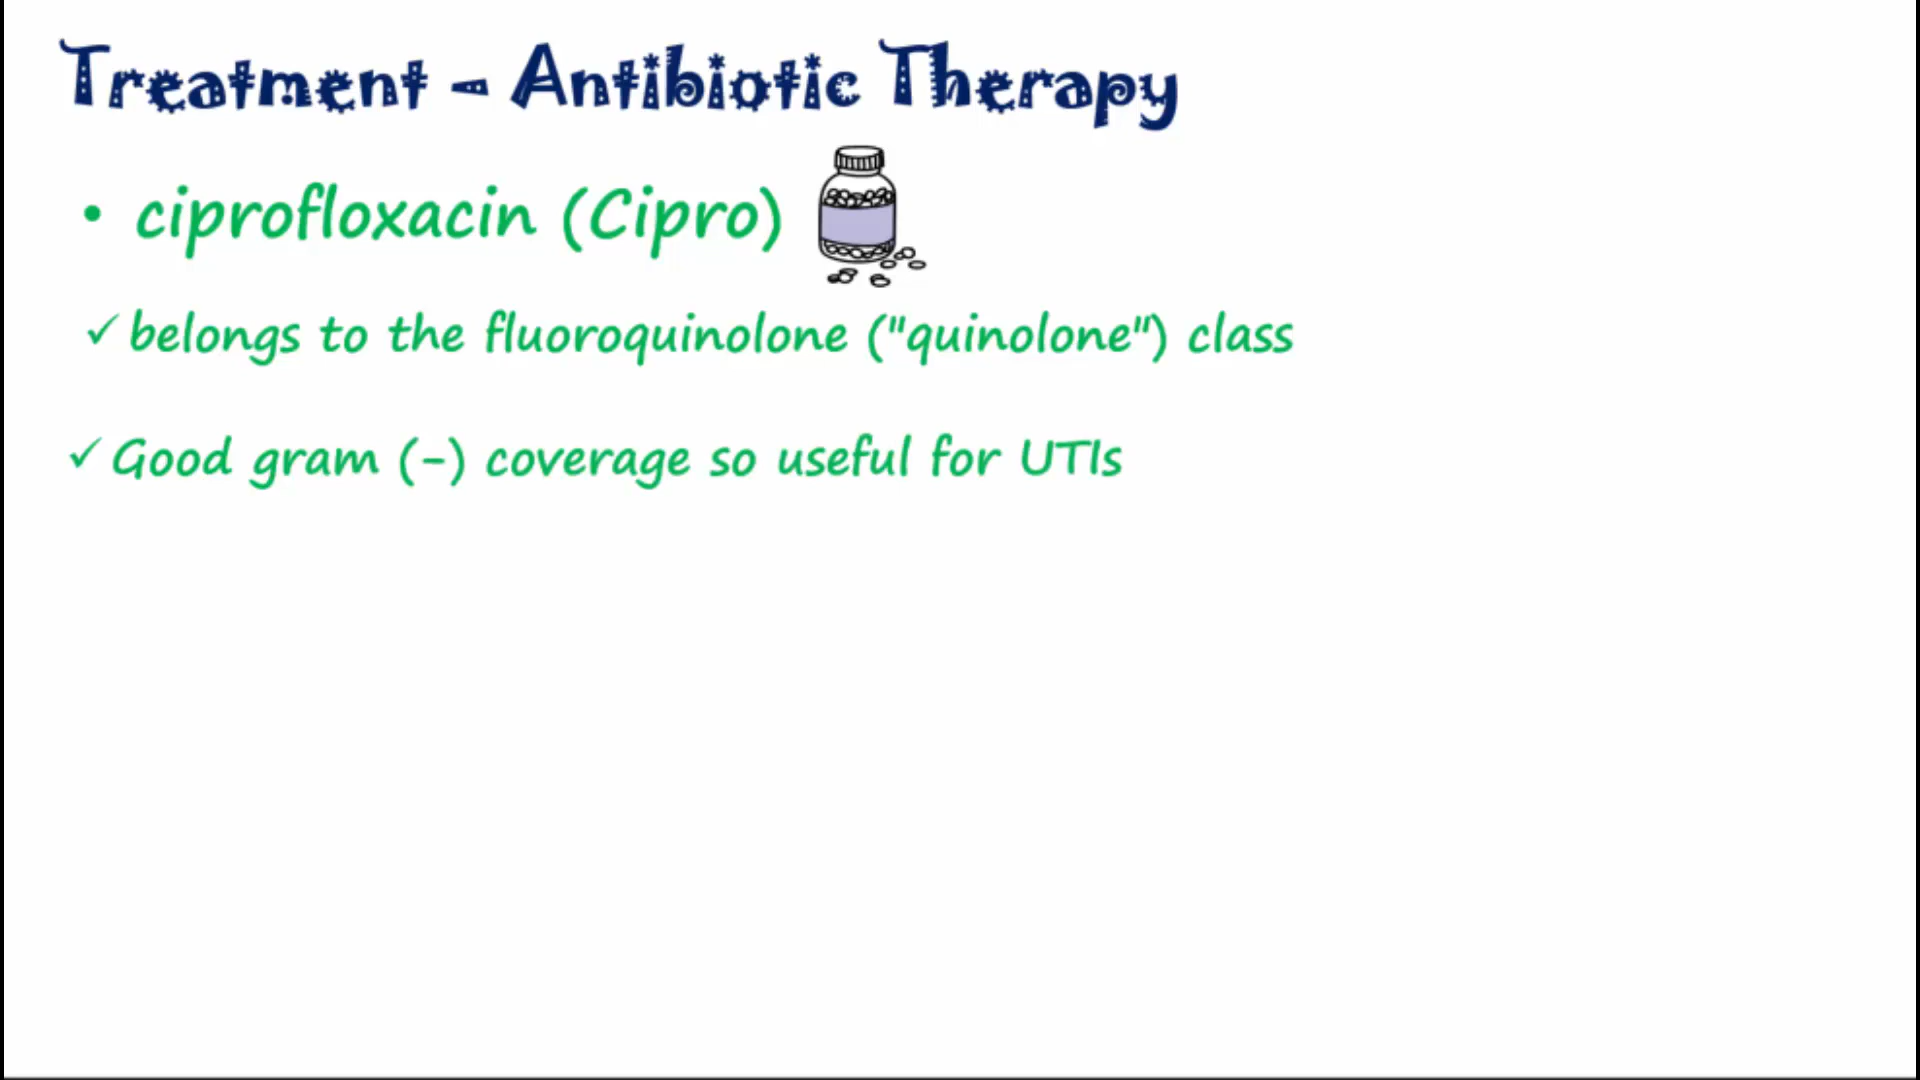 Treatment - Antibiotic Therapy
• ciprofloxacin (Cipro)
✓ belongs to the fluoroquinolone ("quinolone") class
✓ Good gram (-) coverage so useful for UTIs